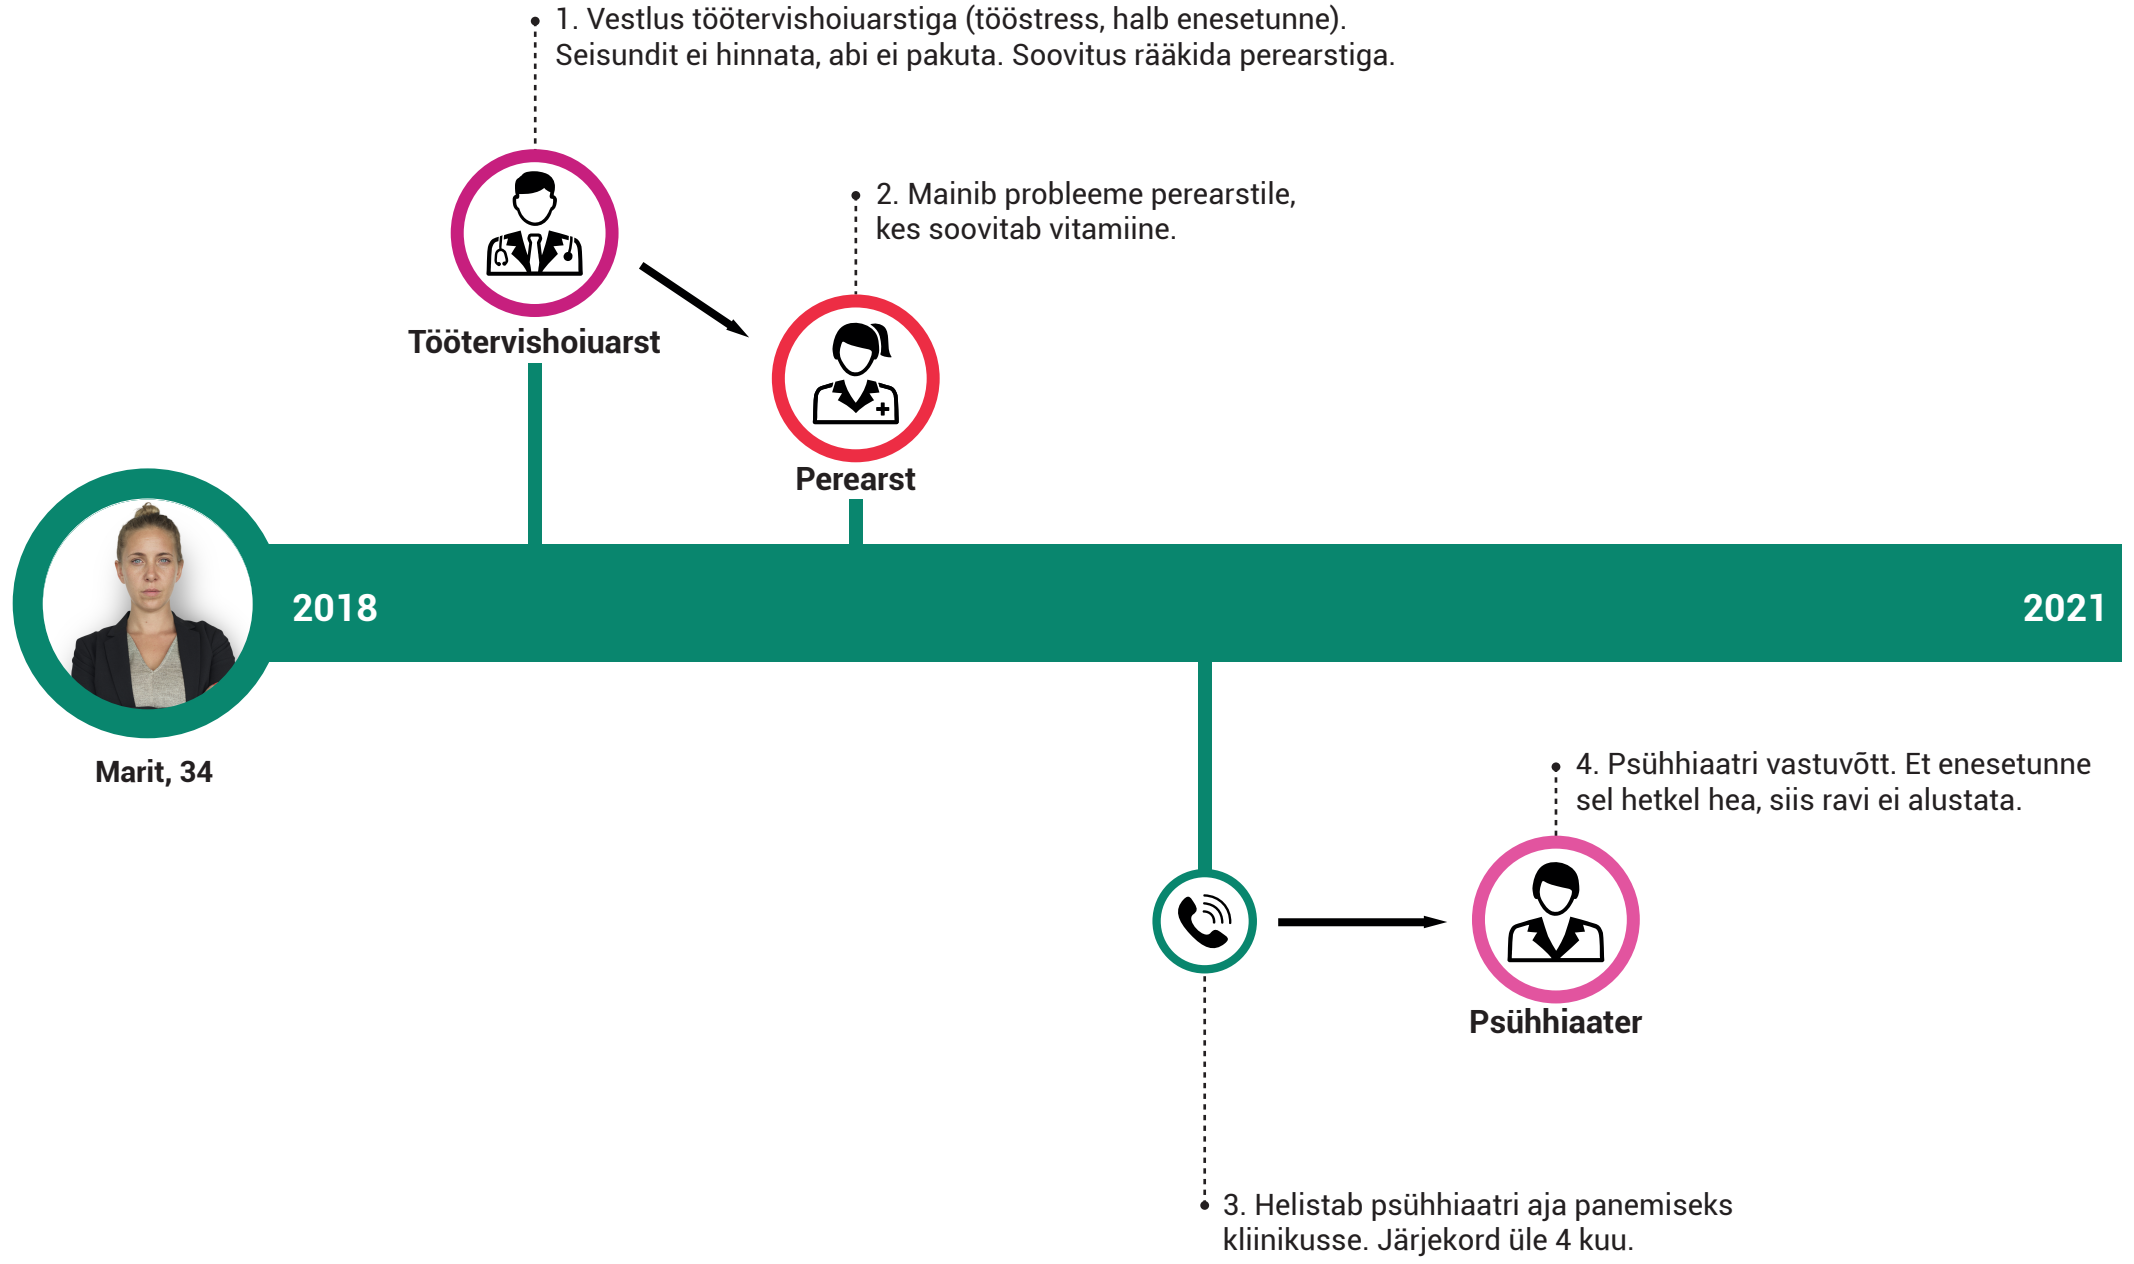 1. Vestlus töötervishoiuarstiga (tööstress, halb enesetunne).
Seisundit ei hinnata, abi ei pakuta. Soovitus rääkida perearstiga.
2. Mainib probleeme perearstile,
kes soovitab vitamiine.
Töötervishoiuarst
Perearst
2018
2021
Marit, 34
4. Psühhiaatri vastuvõtt. Et enesetunne
sel hetkel hea, siis ravi ei alustata.
Psühhiaater
3. Helistab psühhiaatri aja panemiseks
kliinikusse. Järjekord üle 4 kuu.